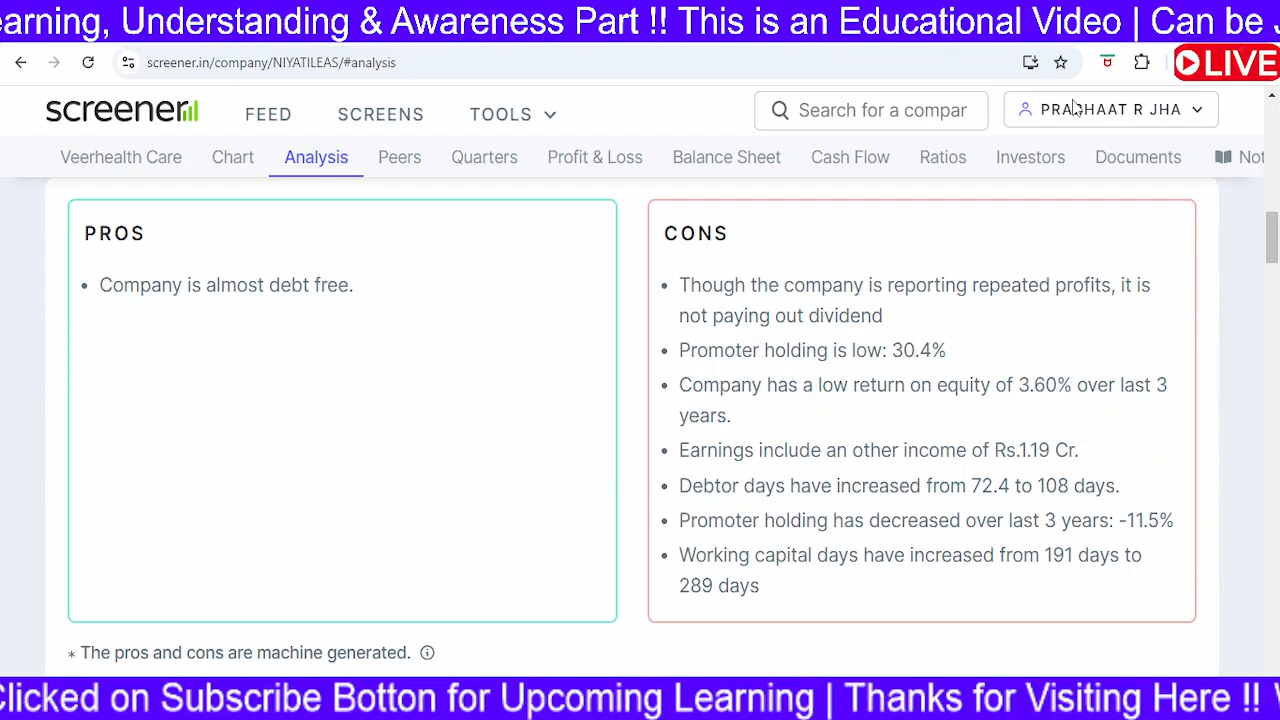 earning, Understanding & Awareness Part !! This is an Educational Video | Can be
screener.in/company/NIYATILEAS/#analysis
LIVE
screener
FEED SCREENS TOOLS
Search for a compar
Veerhealth Care Chart Analysis Peers Quarters Profit & Loss Balance Sheet Cash Flow Ratios Investors Documents Not
PROS
Company is almost debt free.
CONS
Though the company is reporting repeated profits, it is
not paying out dividend
Promoter holding is low: 30.4%
Company has a low return on equity of 3.60% over last 3
years.
Earnings include an other income of Rs.1.19 Cr.
Debtor days have increased from 72.4 to 108 days.
Promoter holding has decreased over last 3 years: -11.5%
Working capital days have increased from 191 days to
289 days
* The pros and cons are machine generated.
Clicked on Subscribe Botton for Upcoming Learning | Thanks for Visiting Here !!